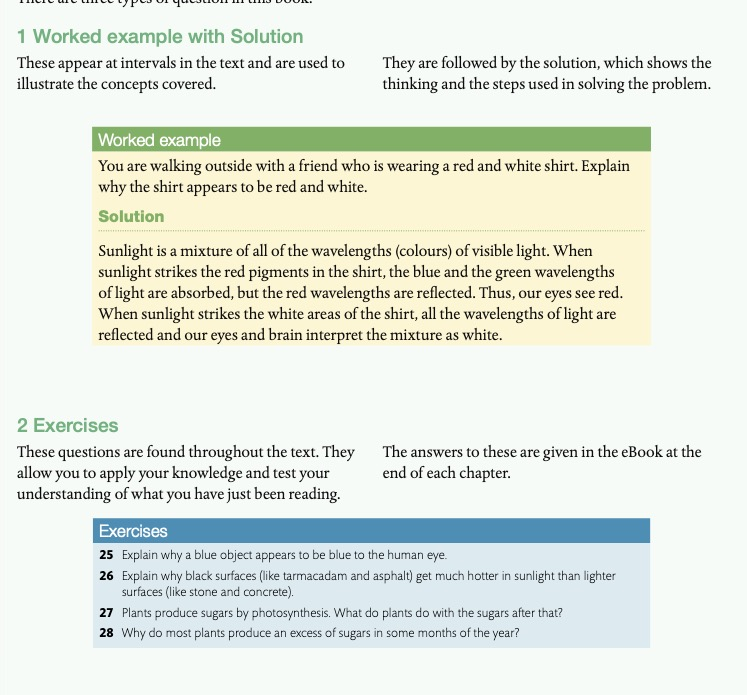 There are three types of question in this book.
1 Worked example with Solution
These appear at intervals in the text and are used to
illustrate the concepts covered.
They are followed by the solution, which shows the
thinking and the steps used in solving the problem.
Worked example
You are walking outside with a friend who is wearing a red and white shirt. Explain
why the shirt appears to be red and white.
Solution
Sunlight is a mixture of all of the wavelengths (colours) of visible light. When
sunlight strikes the red pigments in the shirt, the blue and the green wavelengths
of light are absorbed, but the red wavelengths are reflected. Thus, our eyes see red.
When sunlight strikes the white areas of the shirt, all the wavelengths of light are
reflected and our eyes and brain interpret the mixture as white.
2 Exercises
These questions are found throughout the text. They
allow you to apply your knowledge and test your
understanding of what you have just been reading.
The answers to these are given in the eBook at the
end of each chapter.
Exercises
25 Explain why a blue object appears to be blue to the human eye.
26 Explain why black surfaces (like tarmacadam and asphalt) get much hotter in sunlight than lighter
surfaces (like stone and concrete).
27 Plants produce sugars by photosynthesis. What do plants do with the sugars after that?
28 Why do most plants produce an excess of sugars in some months of the year?